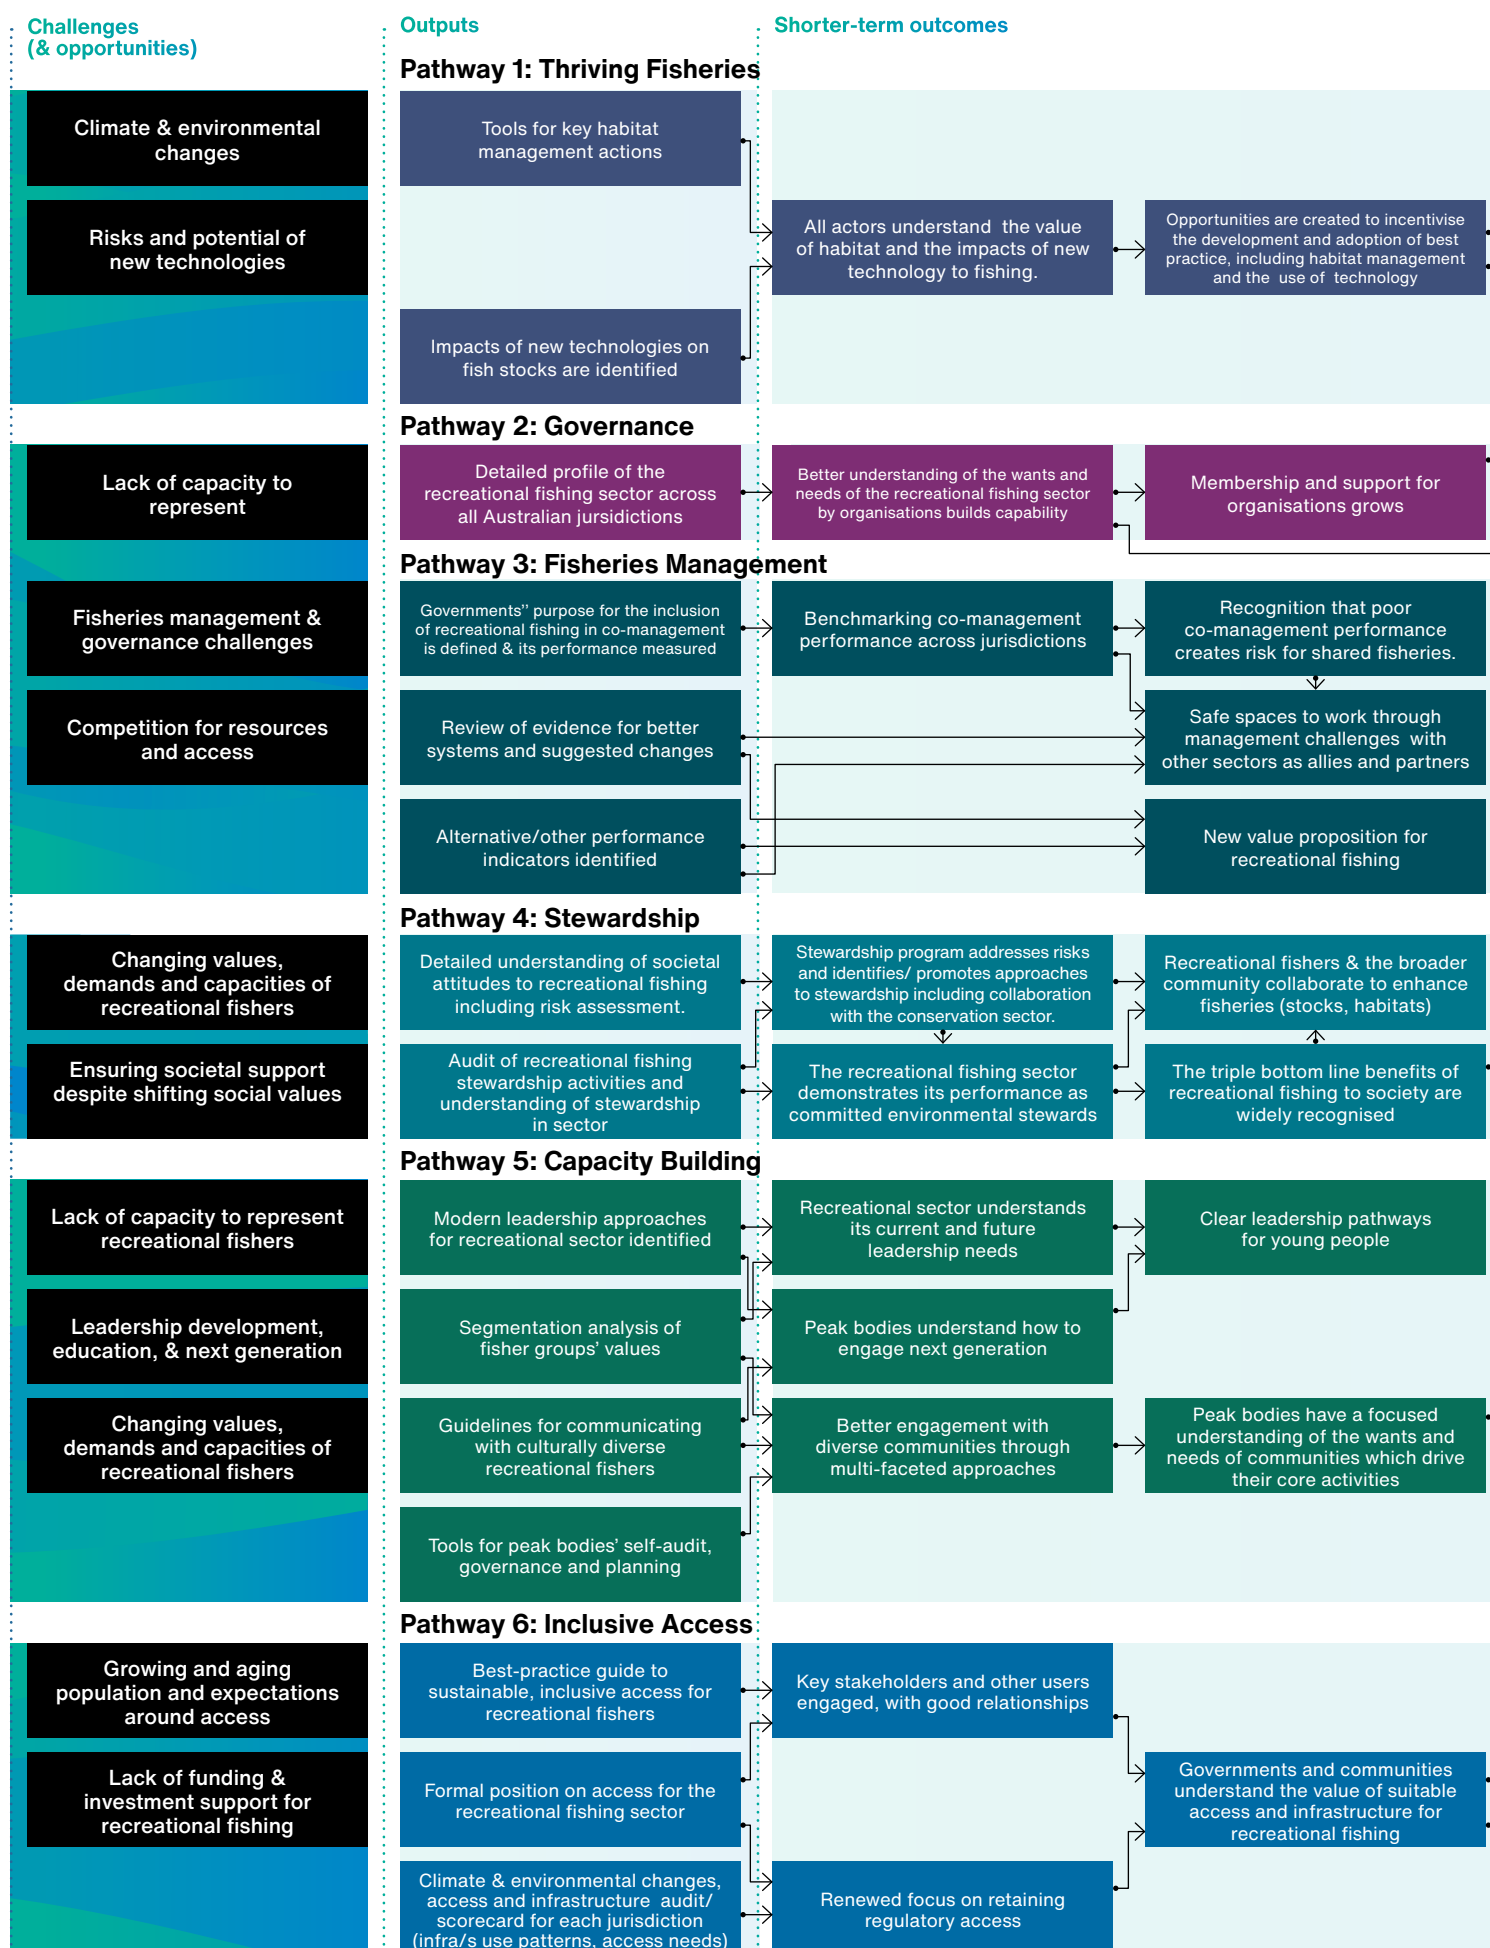 Challenges
(& opportunities)
Outputs
Shorter-term outcomes
Pathway 1: Thriving Fisheries
Climate & environmental
changes
Risks and potential of
new technologies
Tools for key habitat
management actions
Impacts of new technologies on
fish stocks are identified
All actors understand the value
of habitat and the impacts of new
technology to fishing.
Opportunities are created to incentivise
the development and adoption of best
practice, including habitat management
and the use of technology
Pathway 2: Governance
Lack of capacity to
represent
Detailed profile of the
recreational fishing sector across
all Australian jursidictions
Better understanding of the wants and
needs of the recreational fishing sector
by organisations builds capability
Membership and support for
organisations grows
Pathway 3: Fisheries Management
Fisheries management &
governance challenges
Competition for resources
and access
Governments'' purpose for the inclusion
of recreational fishing in co-management
is defined & its performance measured
Review of evidence for better
systems and suggested changes
Alternative/other performance
indicators identified
Benchmarking co-management
performance across jurisdictions
Recognition that poor
co-management performance
creates risk for shared fisheries.
Safe spaces to work through
management challenges with
other sectors as allies and partners
New value proposition for
recreational fishing
Pathway 4: Stewardship
Changing values,
demands and capacities of
recreational fishers
Ensuring societal support
despite shifting social values
Detailed understanding of societal
attitudes to recreational fishing
including risk assessment.
Audit of recreational fishing
stewardship activities and
understanding of stewardship
in sector
Stewardship program addresses risks
and identifies/ promotes approaches
to stewardship including collaboration
with the conservation sector.
The recreational fishing sector
demonstrates its performance as
committed environmental stewards
Recreational fishers & the broader
community collaborate to enhance
fisheries (stocks, habitats)
The triple bottom line benefits of
recreational fishing to society are
widely recognised
Pathway 5: Capacity Building
Lack of capacity to represent
recreational fishers
Leadership development,
education, & next generation
Changing values,
demands and capacities of
recreational fishers
Modern leadership approaches
for recreational sector identified
Segmentation analysis of
fisher groups' values
Guidelines for communicating
with culturally diverse
recreational fishers
Tools for peak bodies' self-audit,
governance and planning
Recreational sector understands
its current and future
leadership needs
Peak bodies understand how to
engage next generation
Better engagement with
diverse communities through
multi-faceted approaches
Clear leadership pathways
for young people
Peak bodies have a focused
understanding of the wants and
needs of communities which drive
their core activities
Pathway 6: Inclusive Access
Growing and aging
population and expectations
around access
Lack of funding &
investment support for
recreational fishing
Best-practice guide to
sustainable, inclusive access for
recreational fishers
Formal position on access for the
recreational fishing sector
Climate & environmental changes,
access and infrastructure audit/
scorecard for each jurisdiction
(infra/s use patterns, access needs)
Key stakeholders and other users
engaged, with good relationships
Renewed focus on retaining
regulatory access
Governments and communities
understand the value of suitable
access and infrastructure for
recreational fishing